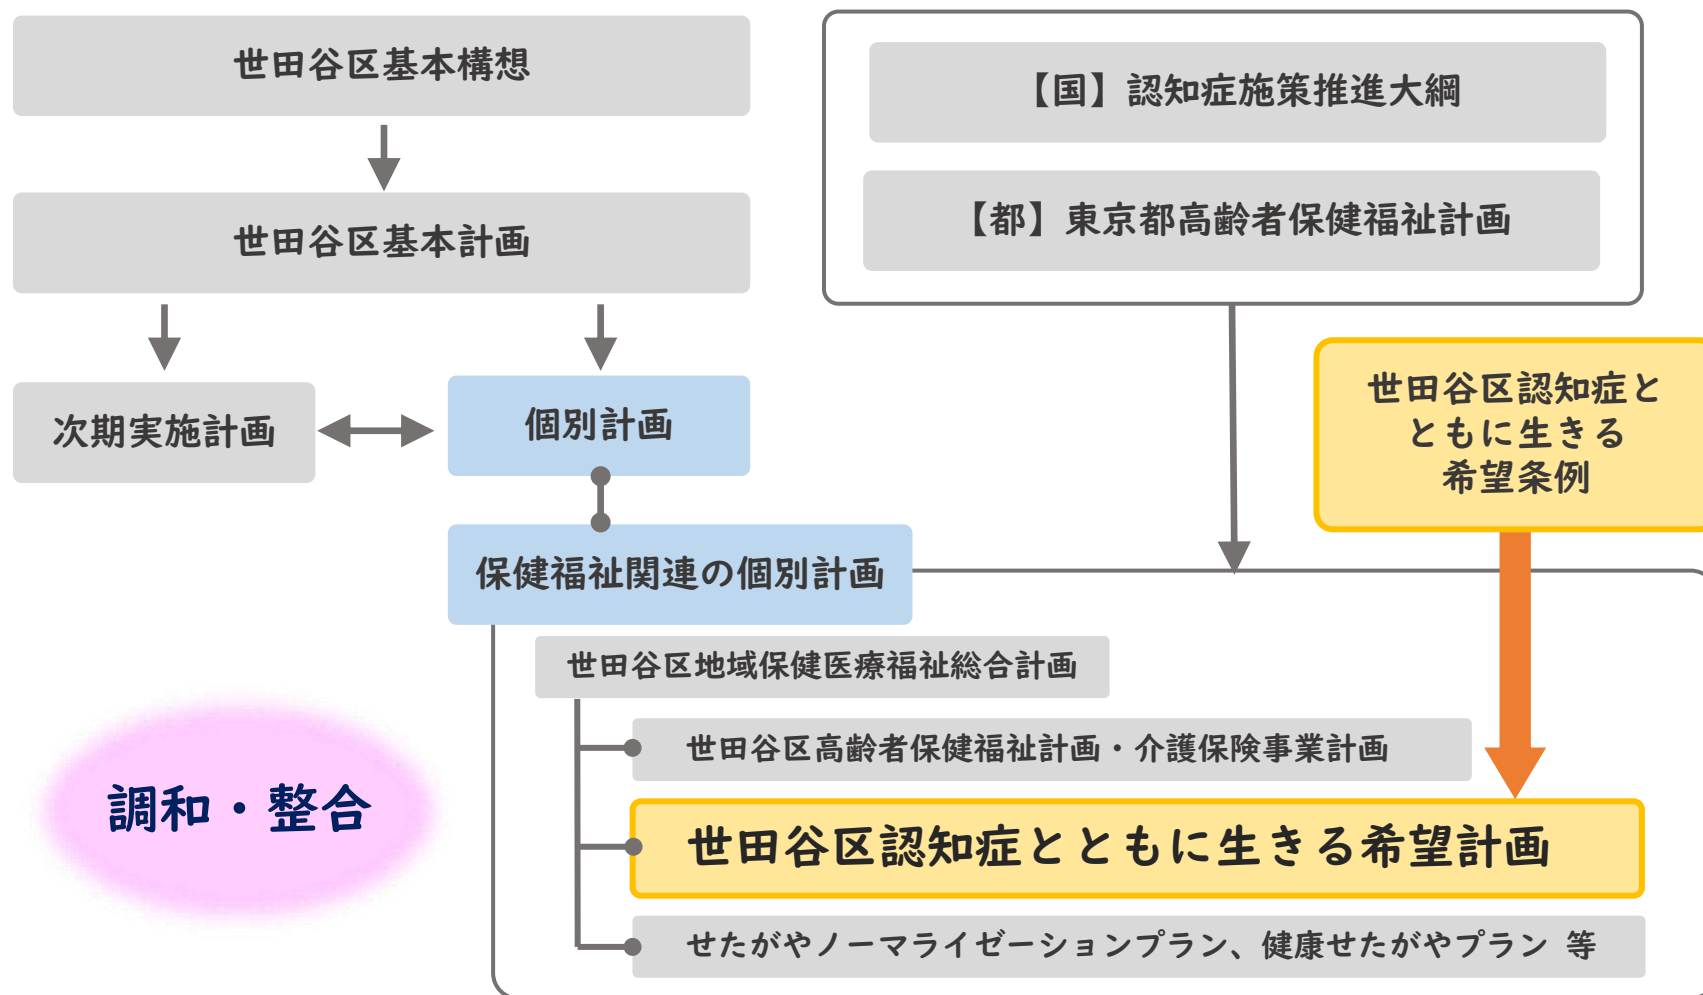 世田谷区基本構想
世田谷区基本計画
次期実施計画
個別計画
【国】認知症施策推進大綱
【都】東京都高齢者保健福祉計画
世田谷区認知症と
ともに生きる
希望条例
保健福祉関連の個別計画
世田谷区地域保健医療福祉総合計画
世田谷区高齢者保健福祉計画・介護保険事業計画
世田谷区認知症とともに生きる希望計画
せたがやノーマライゼーションプラン、健康せたがやプラン 等
調和・整合